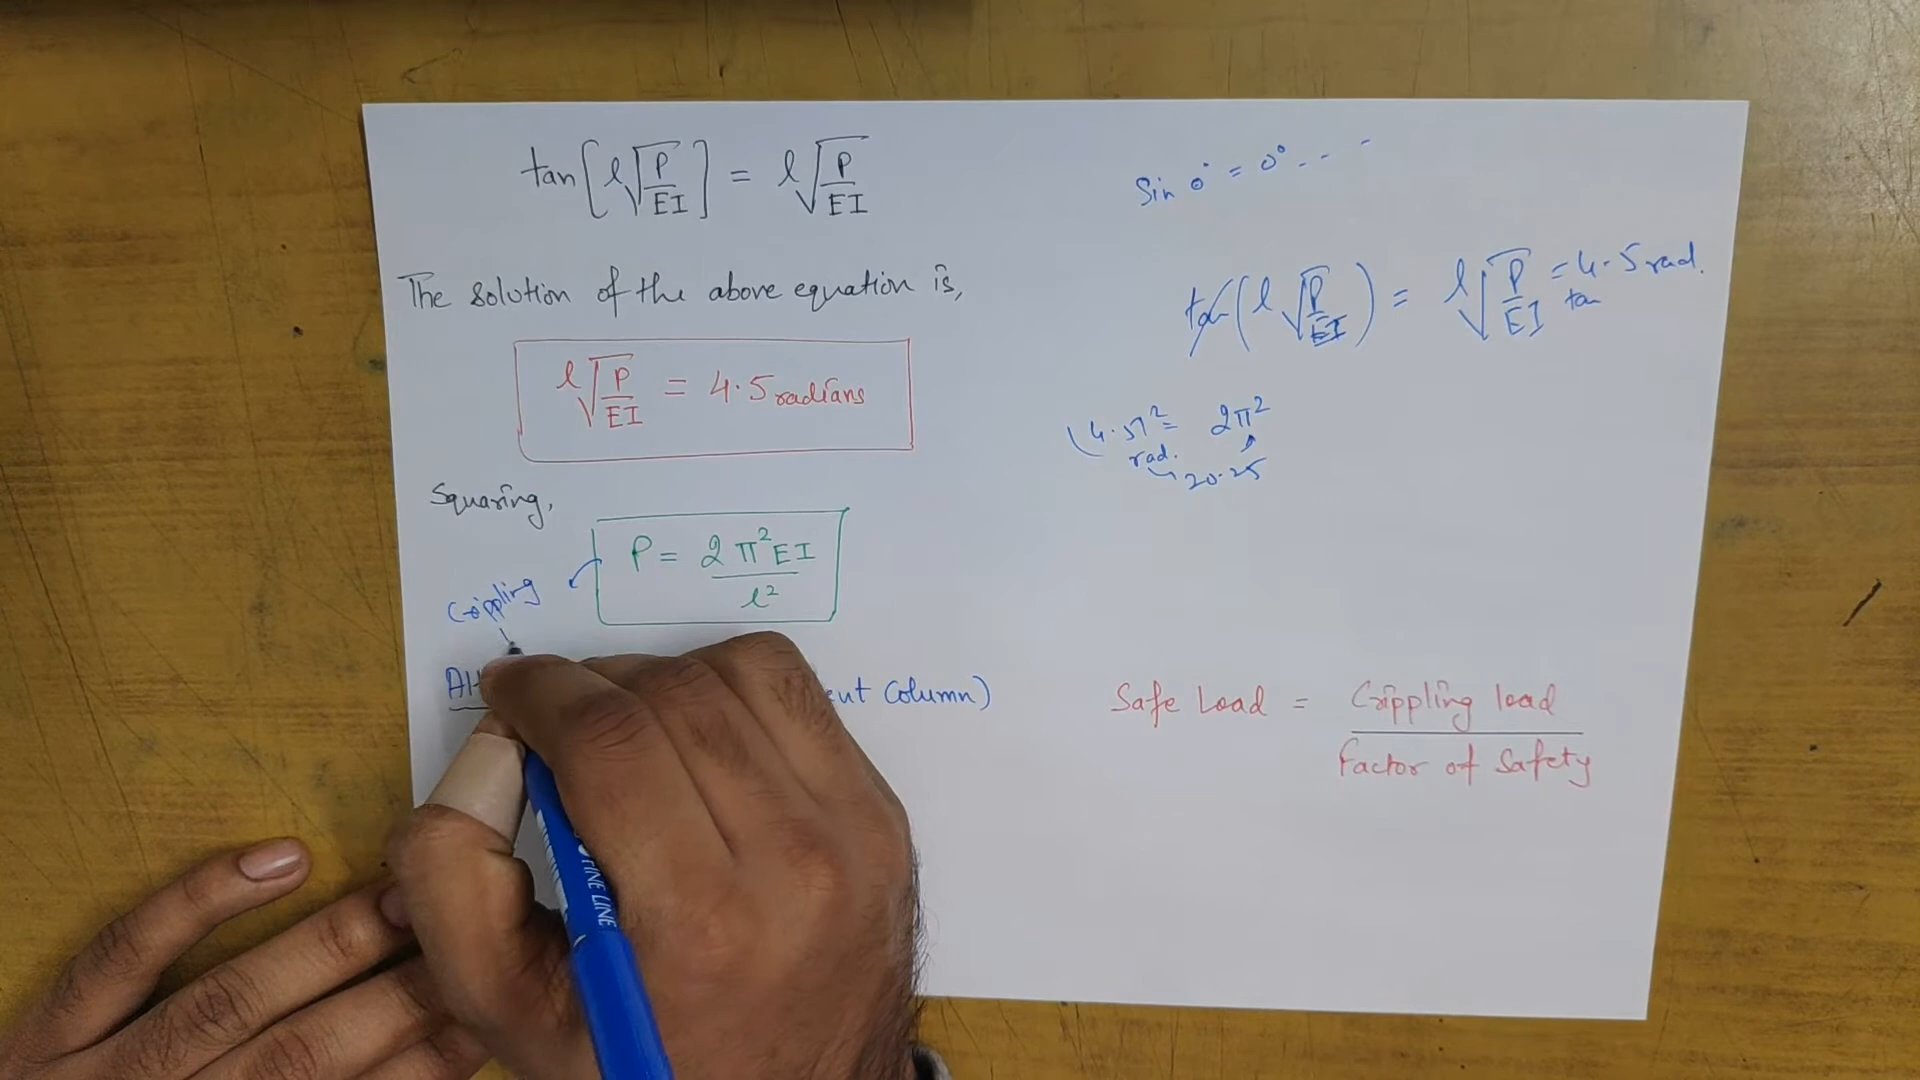 tan[l√P/EI] = l√P/EI
The solution of the above equation is,
l√P/EI = 4.5 radians
Squaring,
P = 2π²EI/l²
Crippling
ent Column)
Sin 0° = 0° - - -
tan(l√P/EI) = l√P/EI = 4.5 rad.
tan
(4.5)² = 2π²
rad.
20.25
Safe Load = Crippling load
Factor of Safety
FINE LINE